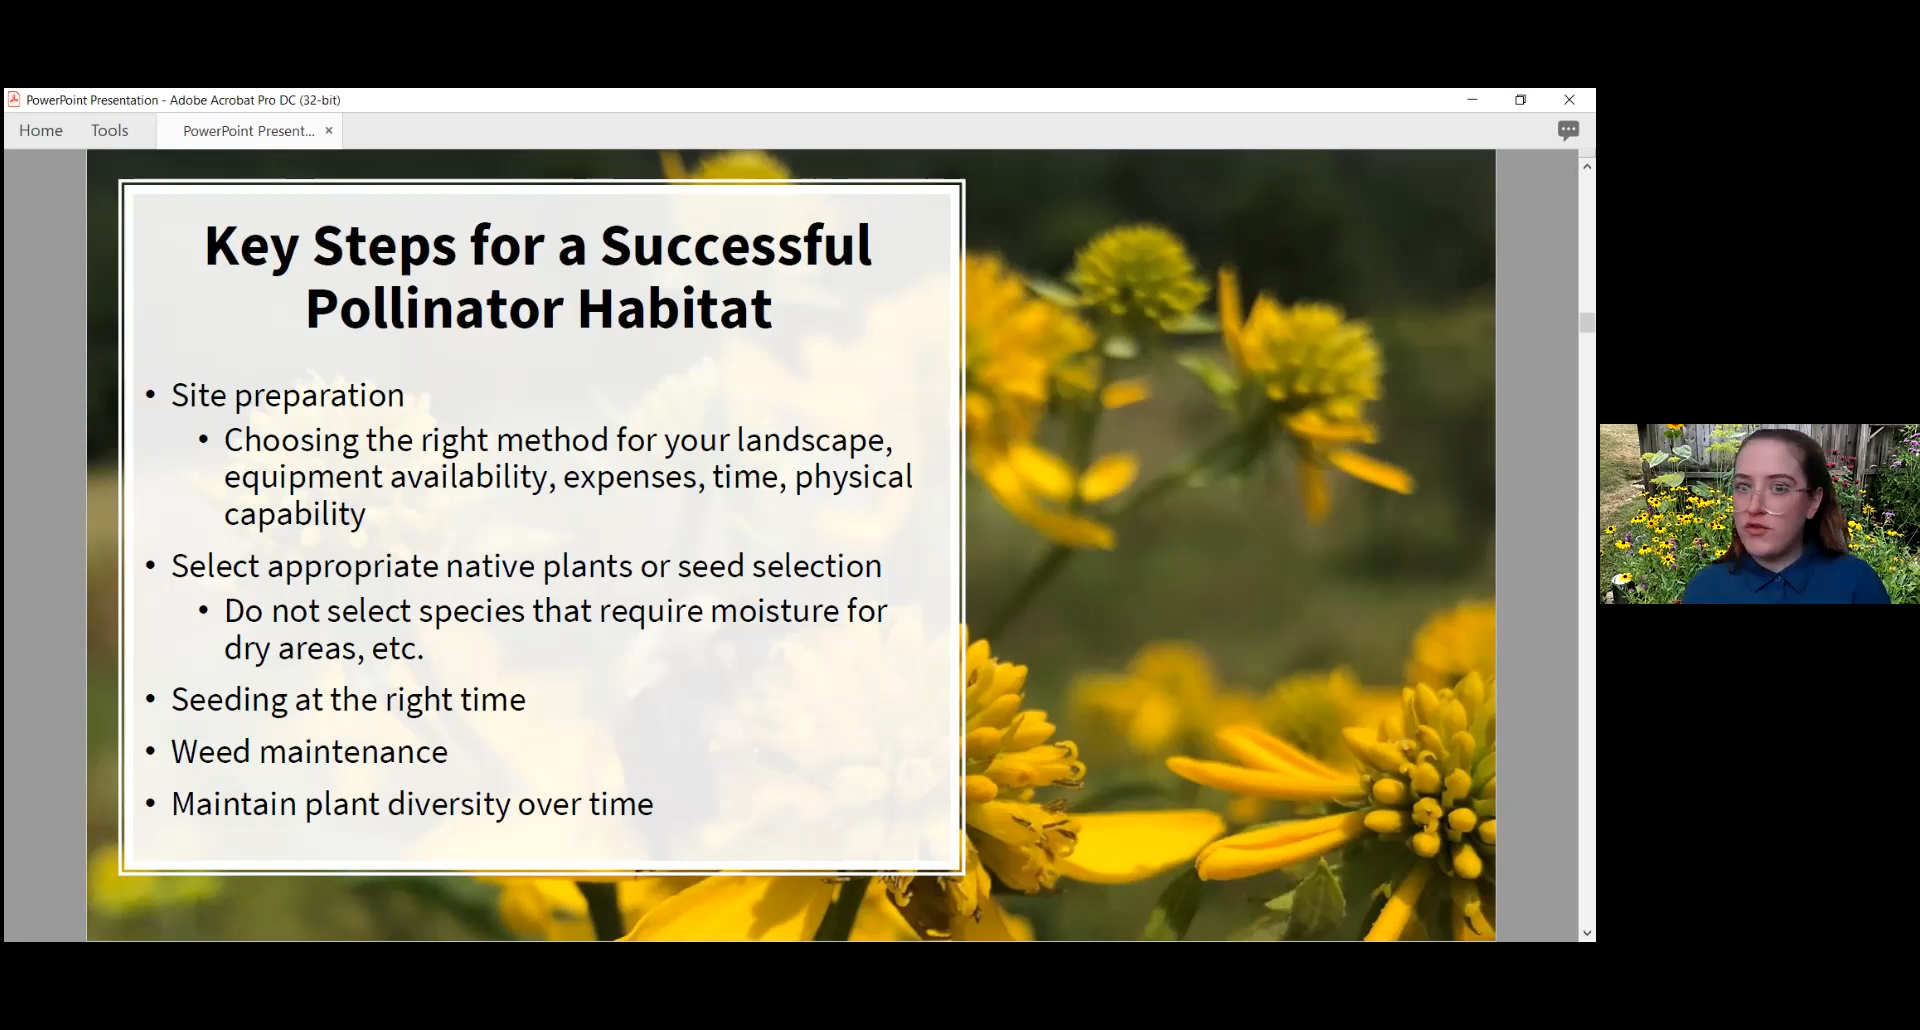 PowerPoint Presentation - Adobe Acrobat Pro DC (32-bit)
Home
Tools
PowerPoint Present... ×
Key Steps for a Successful
Pollinator Habitat
• Site preparation
• Choosing the right method for your landscape,
equipment availability, expenses, time, physical
capability
• Select appropriate native plants or seed selection
• Do not select species that require moisture for
dry areas, etc.
• Seeding at the right time
• Weed maintenance
• Maintain plant diversity over time